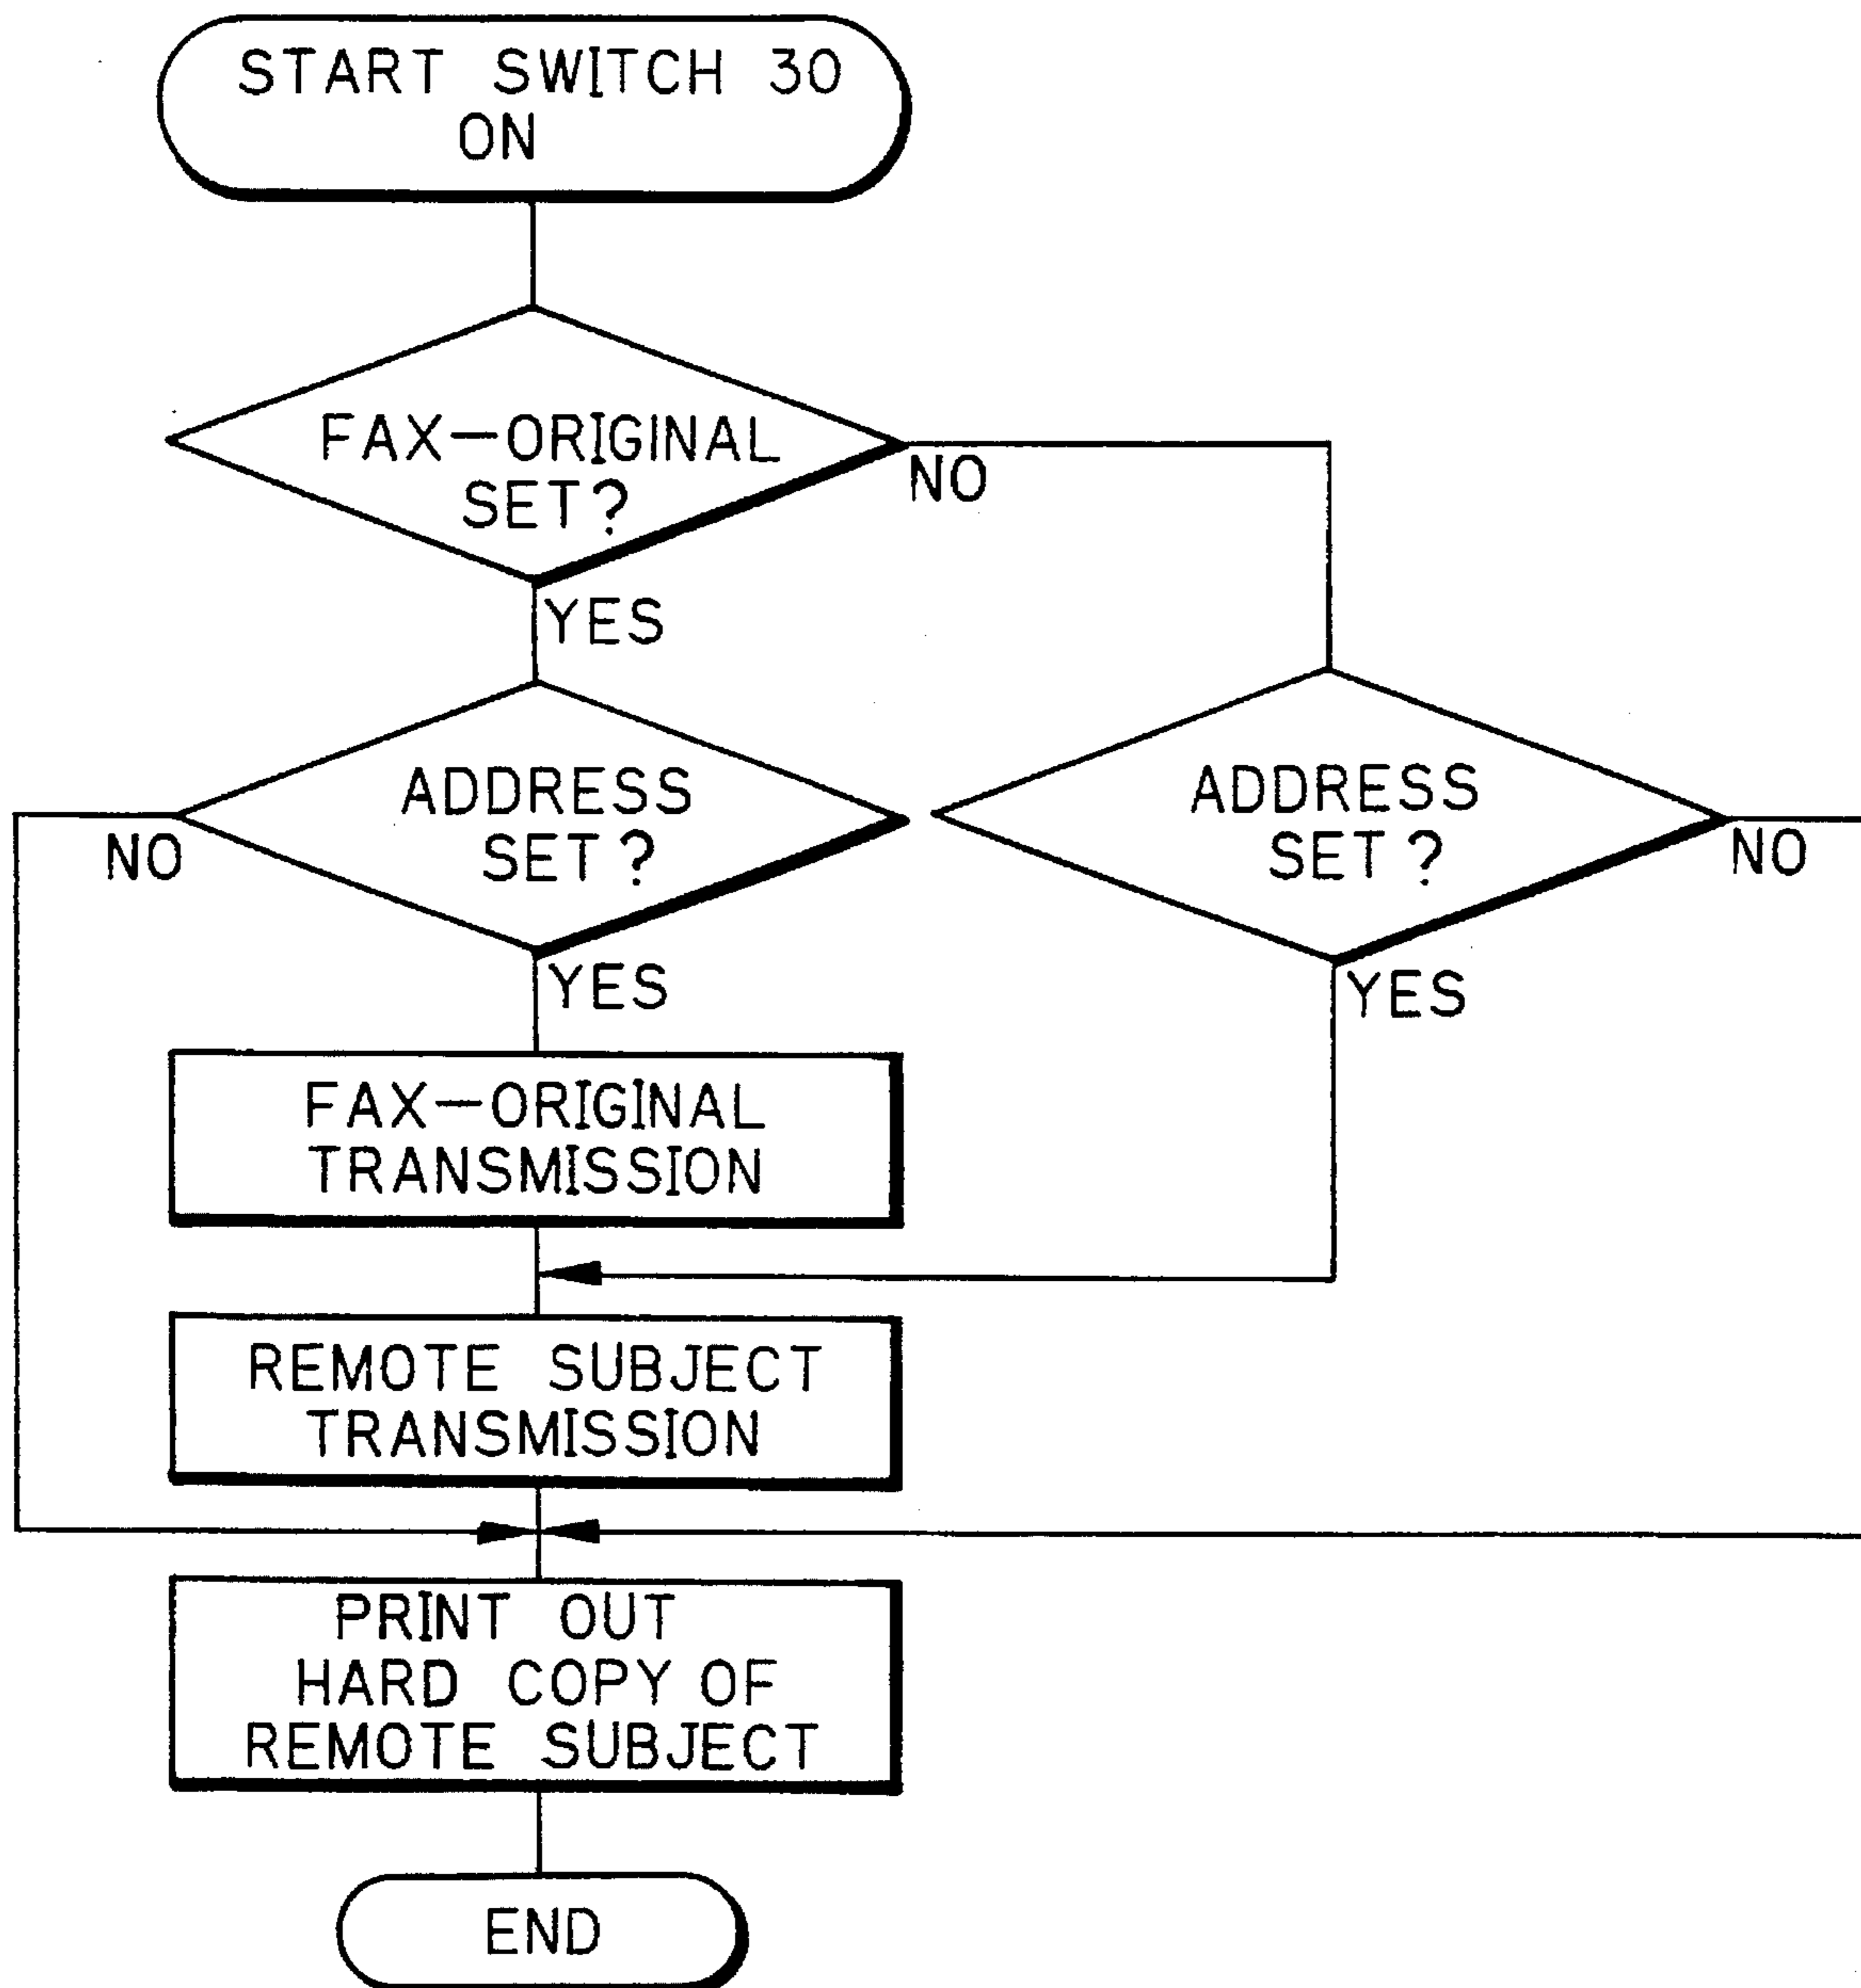 START SWITCH 30
ON
FAX-ORIGINAL
SET?
NO
YES
ADDRESS
SET?
NO
YES
ADDRESS
SET?
NO
YES
FAX-ORIGINAL
TRANSMISSION
REMOTE SUBJECT
TRANSMISSION
PRINT OUT
HARD COPY OF
REMOTE SUBJECT
END